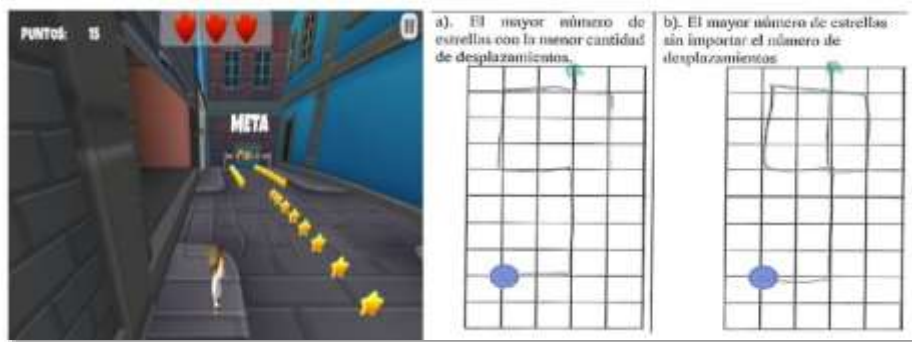 PUNTOS: 15
META
a). El mayor número de
estrellas con la menor cantidad
de desplazamientos.
b). El mayor número de estrellas
sin importar el número de
desplazamientos